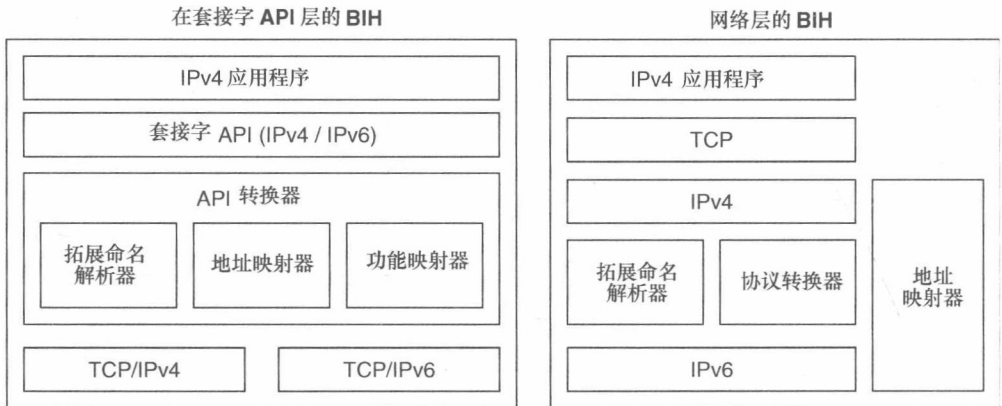 在套接字 API 层的 BIH
IPv4 应用程序
套接字 API (IPv4 / IPv6)
API 转换器
拓展命名
解析器
地址映射器
功能映射器
TCP/IPv4
TCP/IPv6
网络层的 BIH
IPv4 应用程序
TCP
IPv4
拓展命名
解析器
协议转换器
地址
映射器
IPv6